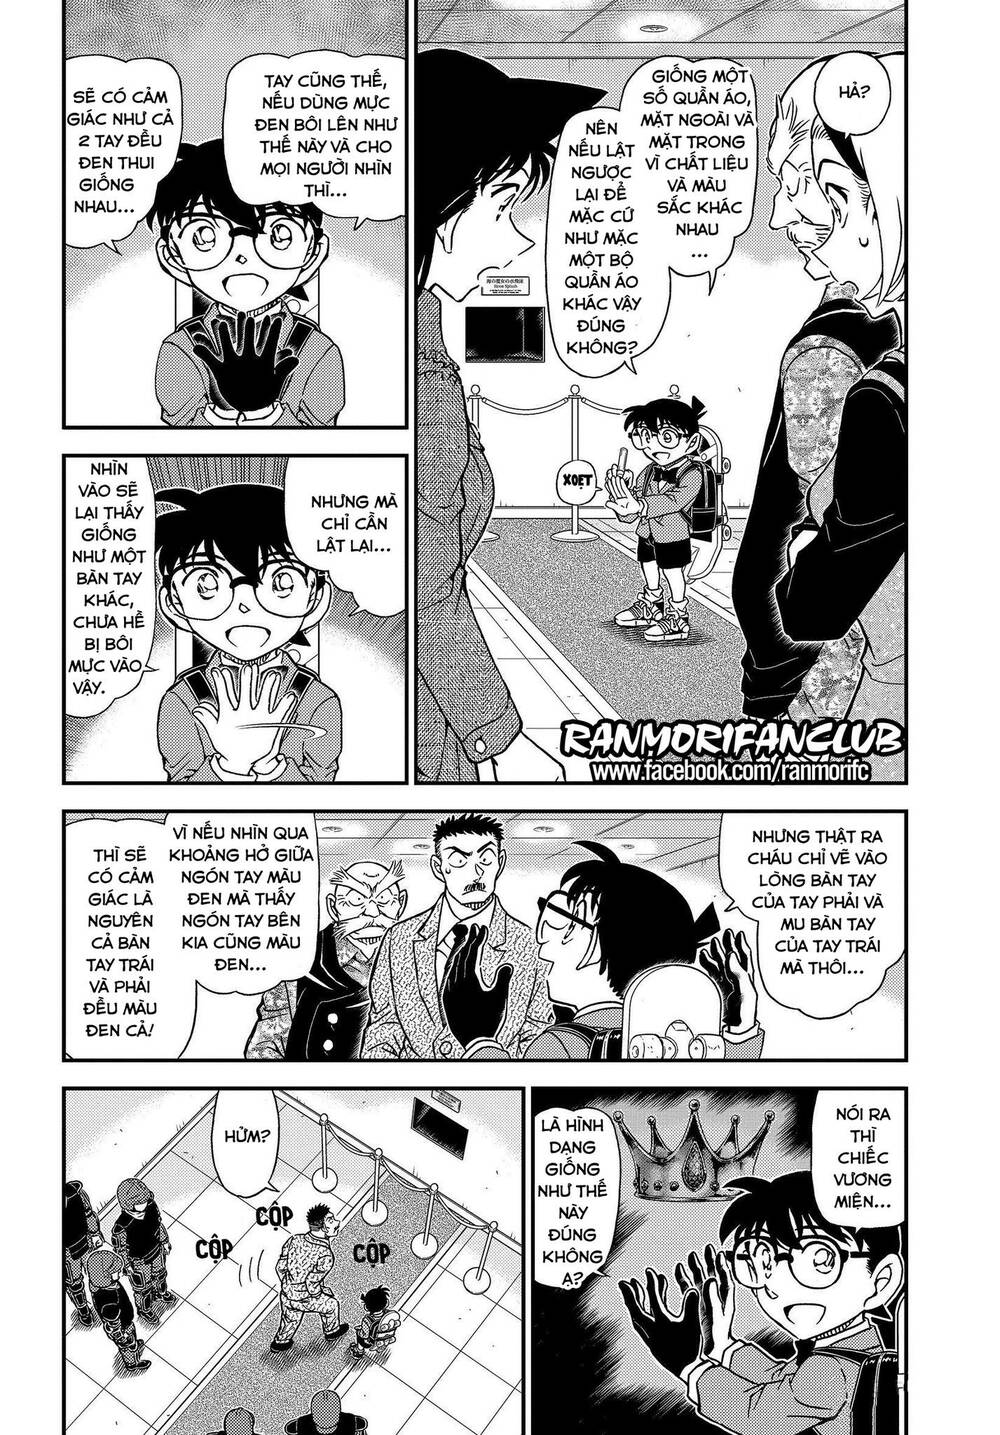 HẢ?
GIỐNG MỘT
SỐ QUẦN ÁO,
MẶT NGOÀI VÀ
MẶT TRONG
VÌ CHẤT LIỆU
VÀ MÀU
SẮC KHÁC
NHAU
...
NÊN
NẾU LẬT
NGƯỢC
LẠI ĐỂ
MẶC CỨ
NHƯ MẶC
MỘT BỘ
QUẦN ÁO
KHÁC VẬY
ĐÚNG
KHÔNG?
XOẸT
TAY CŨNG THẾ,
NẾU DÙNG MỰC
ĐEN BÔI LÊN NHƯ
THẾ NÀY VÀ CHO
MỌI NGƯỜI NHÌN
THÌ...
SẼ CÓ CẢM
GIÁC NHƯ CẢ
2 TAY ĐỀU
ĐEN THUI
GIỐNG
NHAU...
NHƯNG MÀ
CHỈ CẦN
LẬT LẠI...
NHÌN
VÀO SẼ
LẠI THẤY
GIỐNG
NHƯ MỘT
BÀN TAY
KHÁC,
CHƯA HỀ
BỊ BÔI
MỰC VÀO
VẬY.
RANMORIFANCLUB
www.facebook.com/ranmorifc
NHƯNG THẬT RA
CHÁU CHỈ VẼ VÀO
LÒNG BÀN TAY
CỦA TAY PHẢI VÀ
MU BÀN TAY
CỦA TAY TRÁI
MÀ THÔI...
VÌ NẾU NHÌN QUA
KHOẢNG HỞ GIỮA
NGÓN TAY MÀU
ĐEN MÀ THẤY
NGÓN TAY BÊN
KIA CŨNG MÀU
ĐEN...
THÌ SẼ
CÓ CẢM
GIÁC LÀ
NGUYÊN
CẢ BÀN
TAY TRÁI
VÀ PHẢI
ĐỀU MÀU
ĐEN CẢ!
NÓI RA
THÌ
CHIẾC
VƯƠNG
MIỆN...
LÀ HÌNH
DẠNG
GIỐNG
NHƯ THẾ
NÀY
ĐÚNG
KHÔNG
Ạ?
HỬM?
CỘP
CỘP
CỘP